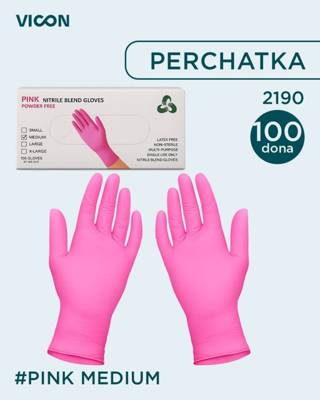 VICON
PERCHATKA
2190
100
dona
PINK NITRILE BLEND GLOVES
POWDER FREE
SMALL
MEDIUM
LARGE
X-LARGE
100 GLOVES
LATEX FREE
NON-STERILE
MULTI-PURPOSE
SINGLE USE ONLY
NITRILE BLEND GLOVES
#PINK MEDIUM